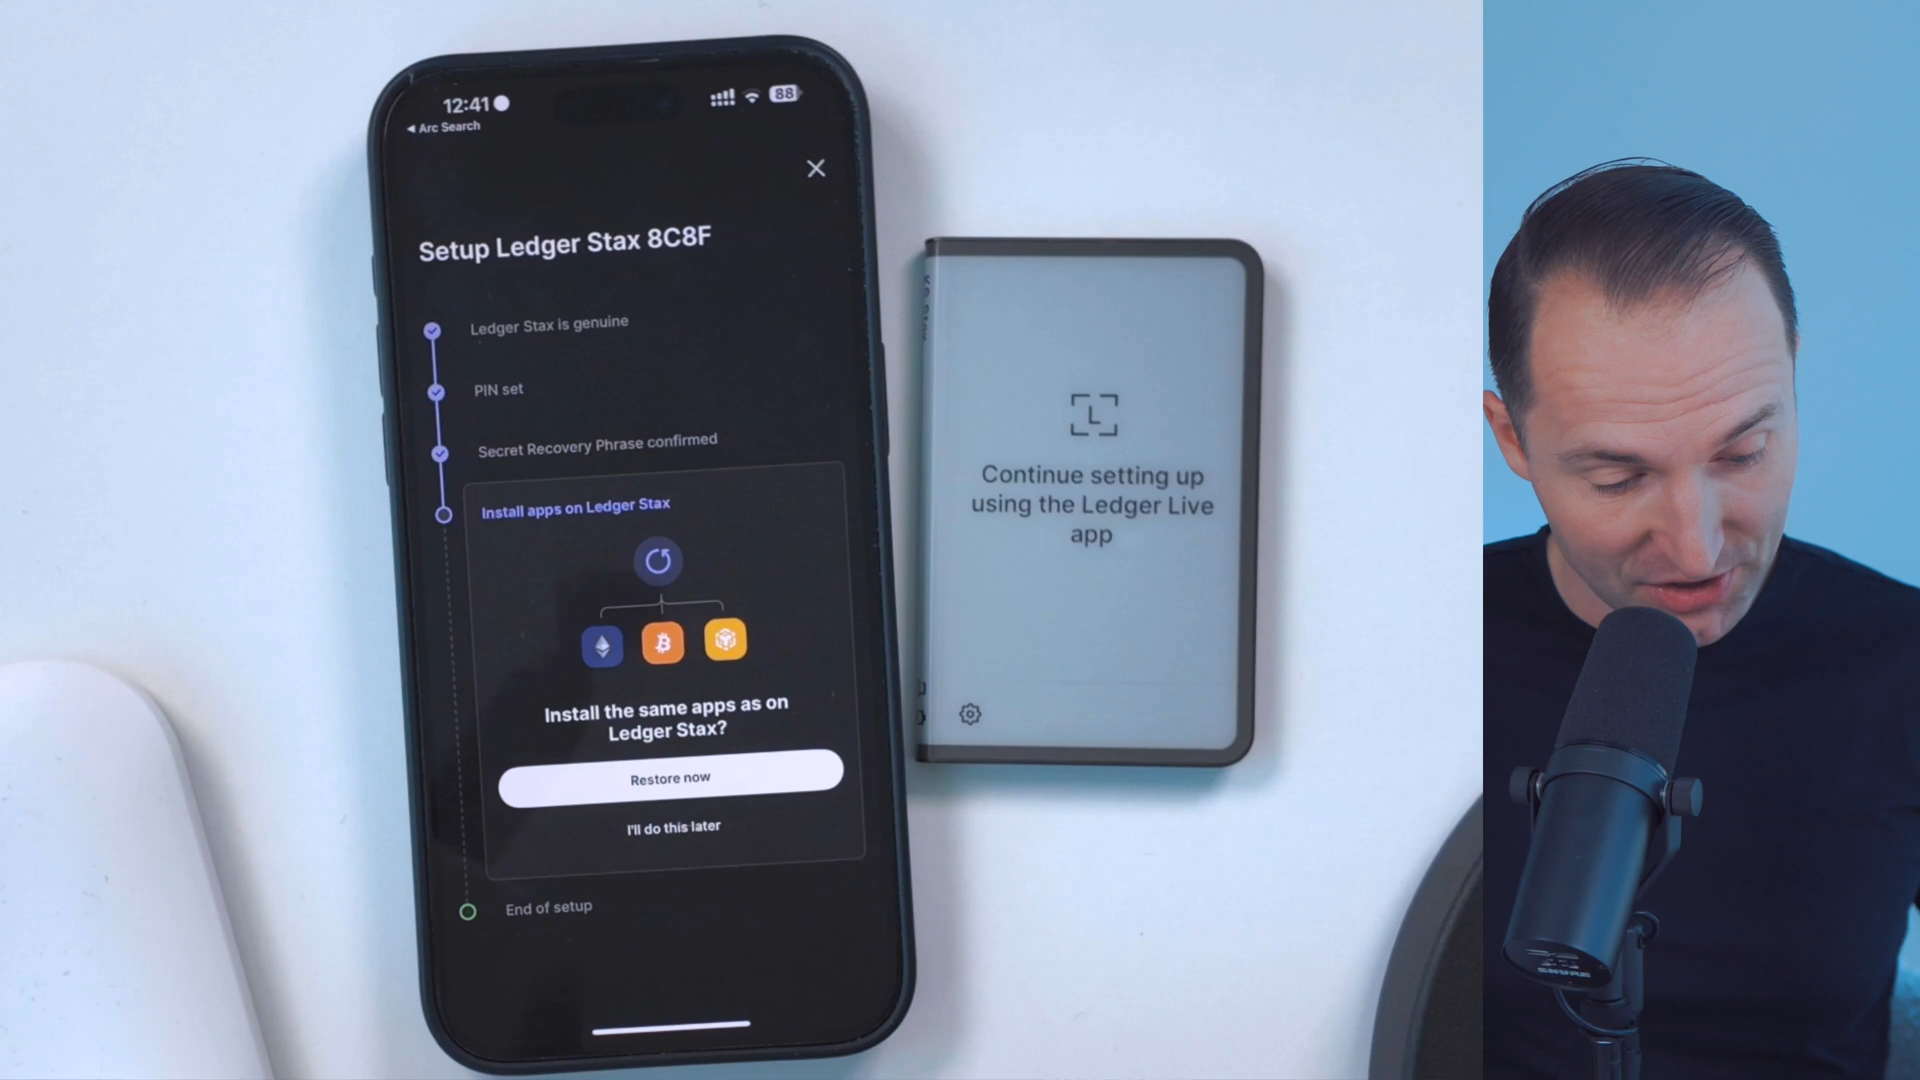 12:41
88
◀ Arc Search
Setup Ledger Stax 8C8F
Ledger Stax is genuine
PIN set
Secret Recovery Phrase confirmed
Install apps on Ledger Stax
Install the same apps as on
Ledger Stax?
Restore now
I'll do this later
End of setup
Continue setting up
using the Ledger Live
app
SHURE